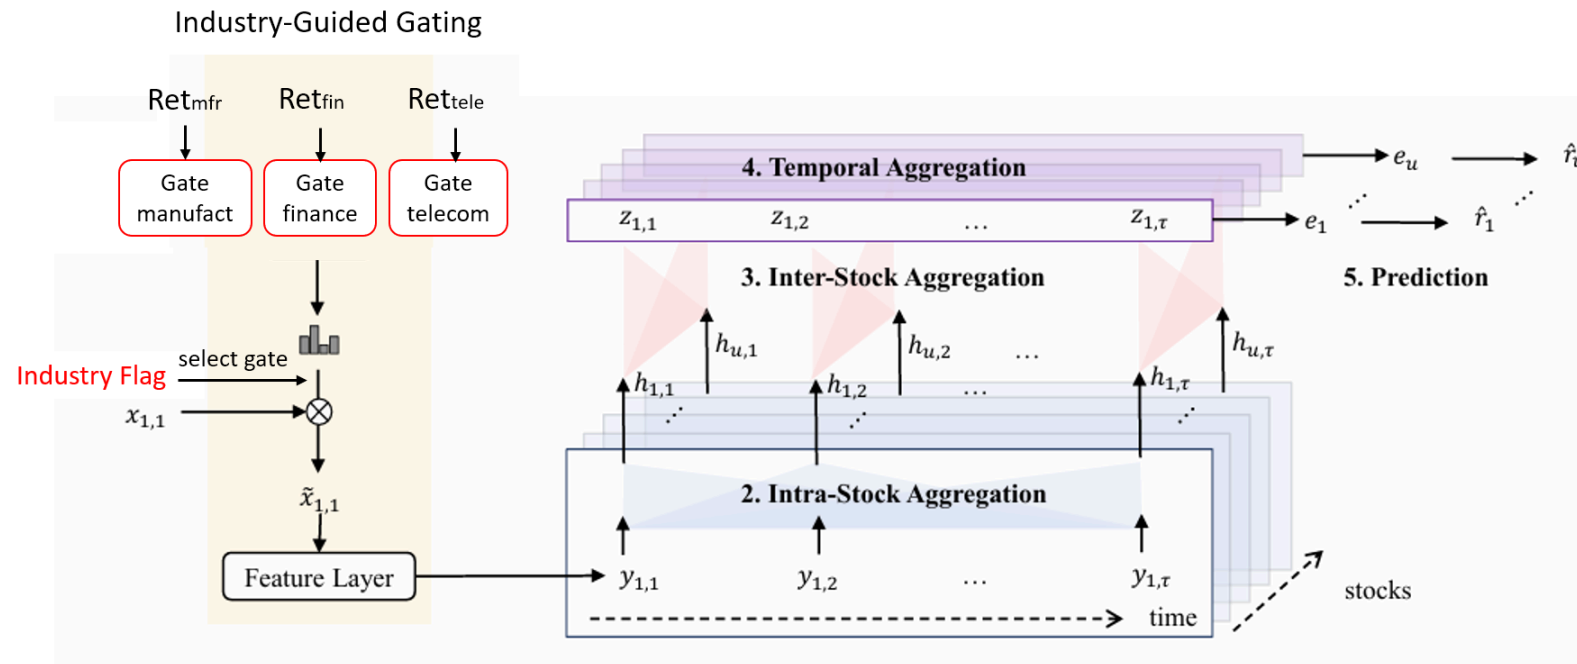 Industry-Guided Gating
Retmfr Retfin Rettele
Gate manufact
Gate finance
Gate telecom
select gate
Industry Flag
x1,1
x̃1,1
Feature Layer
4. Temporal Aggregation
z1,1 z1,2 … z1,τ
eu
⋰ ⋰
e1 r̂1
3. Inter-Stock Aggregation
5. Prediction
hu,1 hu,2 … hu,τ
h1,1 h1,2 … h1,τ
⋰ ⋰ ⋰
2. Intra-Stock Aggregation
y1,1 y1,2 … y1,τ
time
stocks